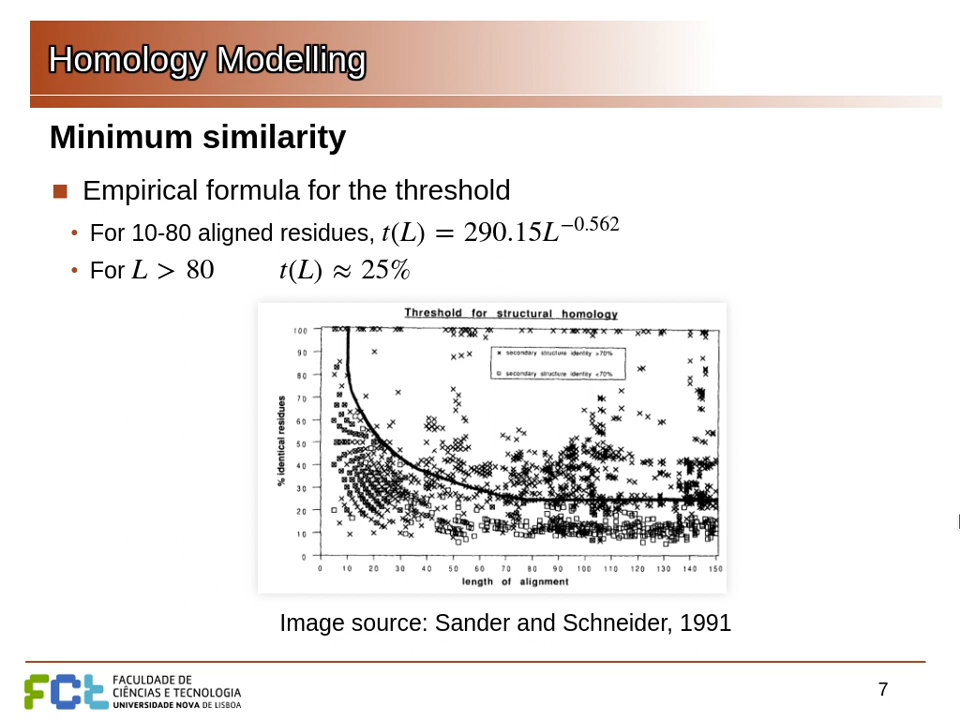 Homology Modelling
Minimum similarity
Empirical formula for the threshold
• For 10-80 aligned residues, t(L) = 290.15L^−0.562
• For L > 80 t(L) ≈ 25%
Threshold for structural homology
100
90
80
70
60
50
40
30
20
10
0
% identical residues
× secondary structure identity >70%
□ secondary structure identity <70%
0 10 20 30 40 50 60 70 80 90 100 110 120 130 140 150
length of alignment
Image source: Sander and Schneider, 1991
FCt
FACULDADE DE
CIÊNCIAS E TECNOLOGIA
UNIVERSIDADE NOVA DE LISBOA
7